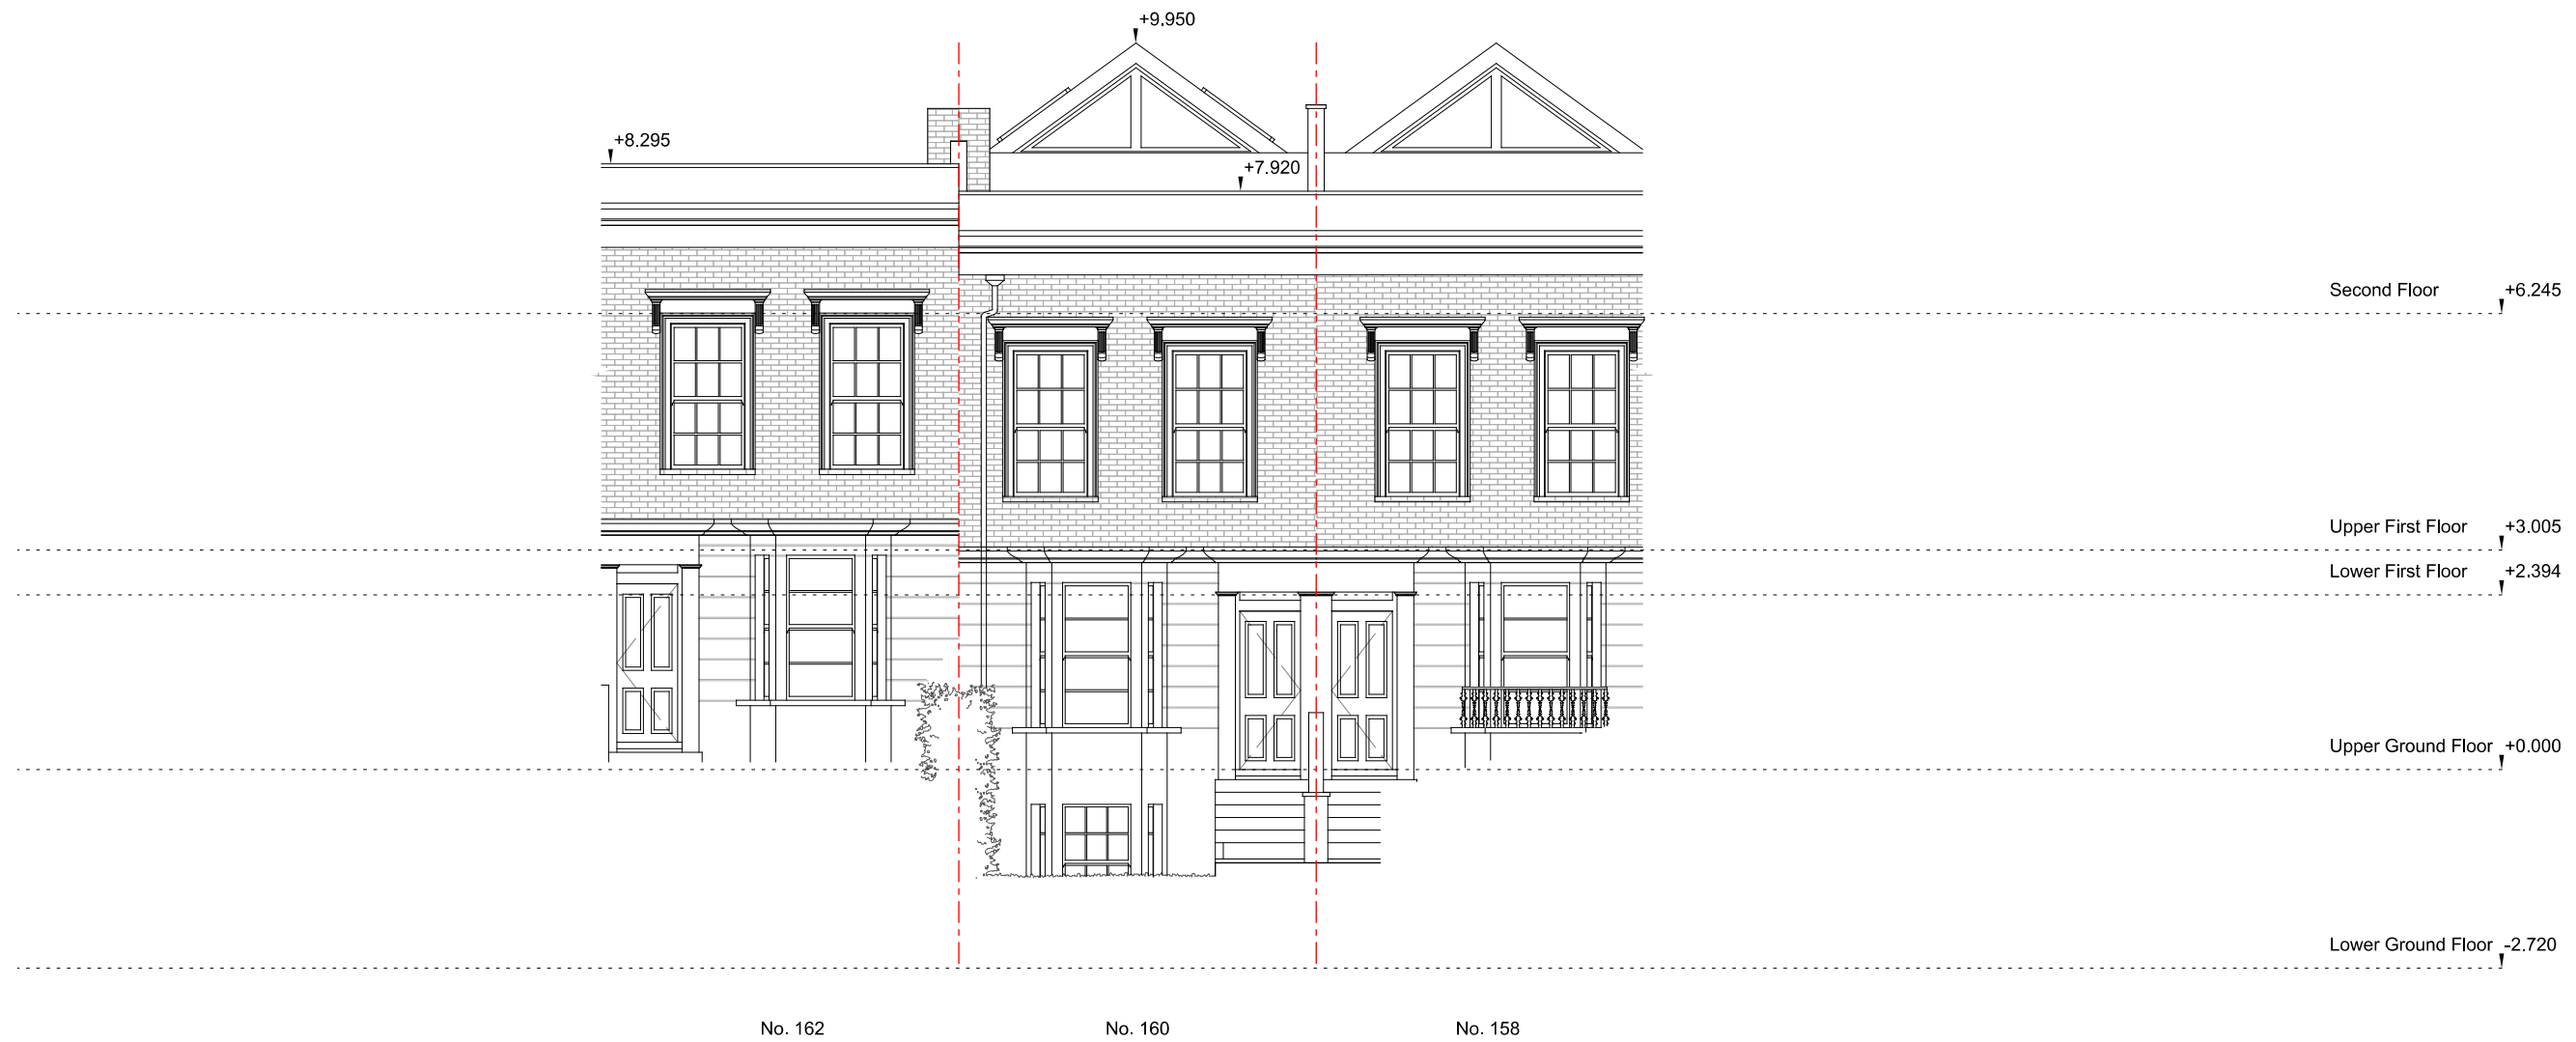 +9.950
+8.295
+7.920
Second Floor +6.245
Upper First Floor +3.005
Lower First Floor +2.394
Upper Ground Floor +0.000
Lower Ground Floor -2.720
No. 162 No. 160 No. 158